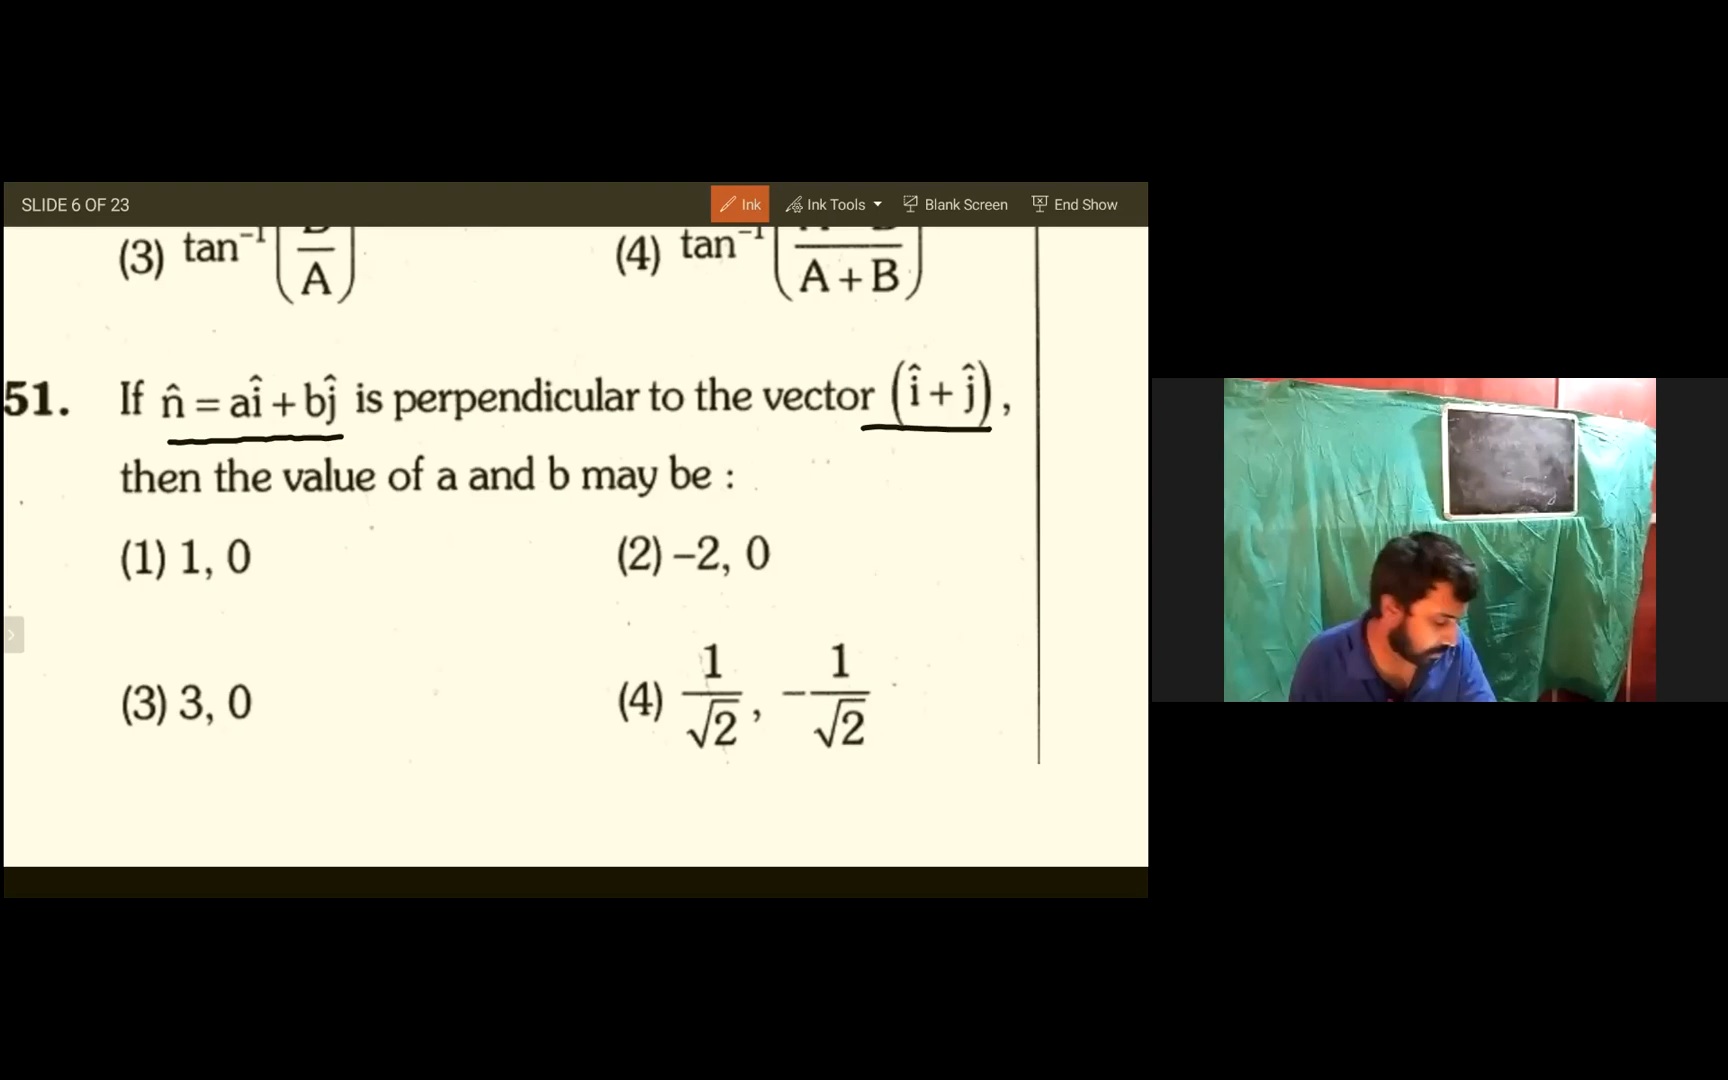 SLIDE 6 OF 23
Ink
Ink Tools
Blank Screen
End Show
(3) tan⁻¹(B/A) (4) tan⁻¹( /A + B)
51. If n̂ = aî + bĵ is perpendicular to the vector (î + ĵ),
then the value of a and b may be :
(1) 1, 0 (2) –2, 0
(3) 3, 0 (4) 1/√2, -1/√2